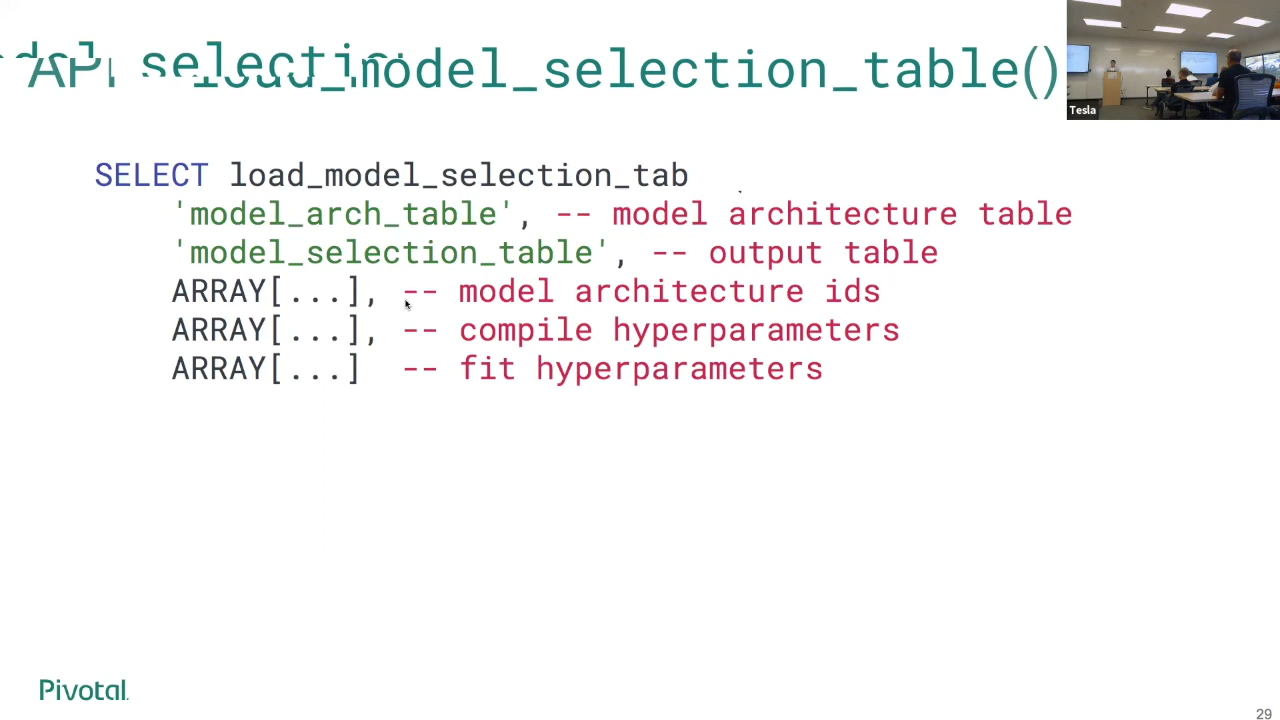 load_model_selection_table()
Tesla
SELECT load_model_selection_tab
'model_arch_table', -- model architecture table
'model_selection_table', -- output table
ARRAY[...], -- model architecture ids
ARRAY[...], -- compile hyperparameters
ARRAY[...] -- fit hyperparameters
Pivotal
29